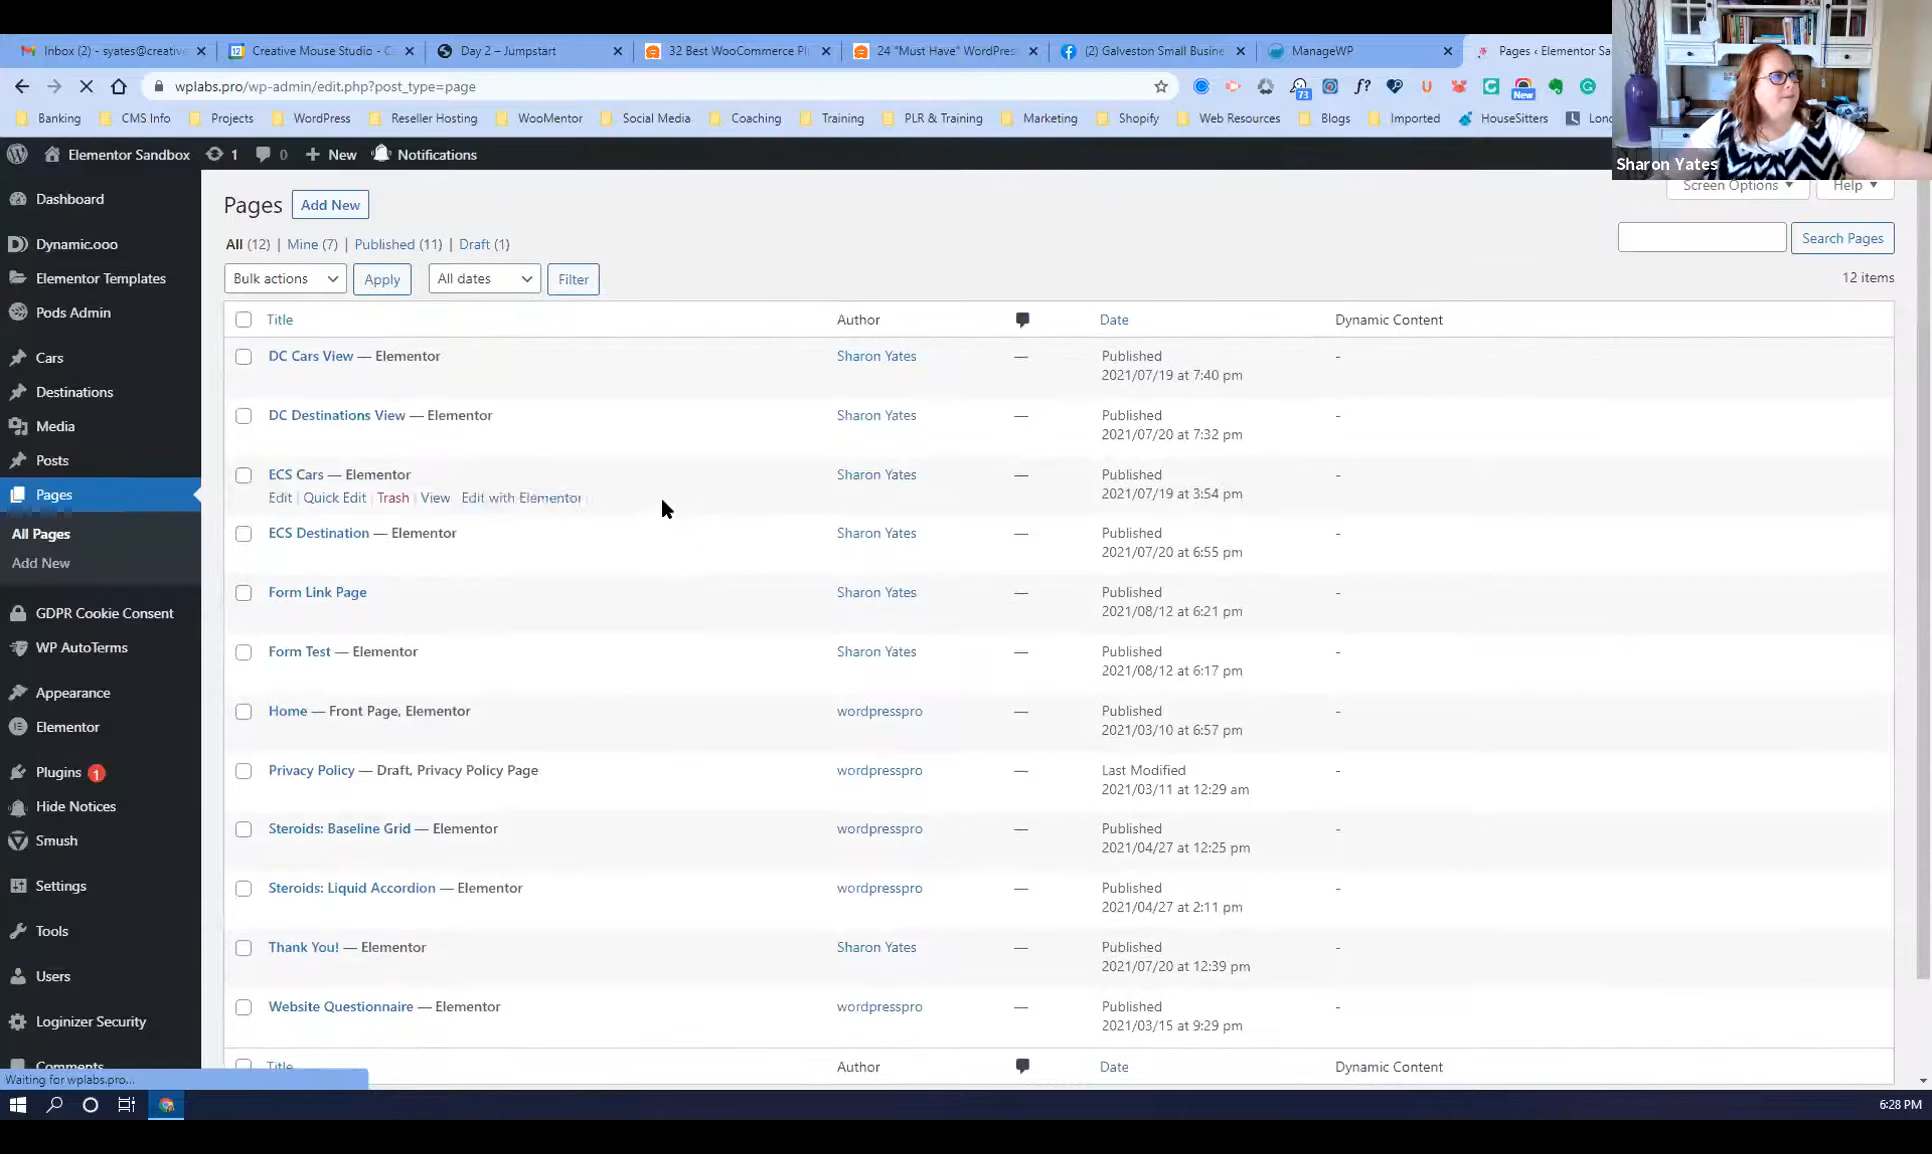 Inbox (2) - syates@creative
Creative Mouse Studio - C
Day 2 – Jumpstart
32 Best WooCommerce Pl
24 "Must Have" WordPres
(2) Galveston Small Busine
ManageWP
Pages ‹ Elementor Sa
wplabs.pro/wp-admin/edit.php?post_type=page
73
f?
New
Banking
CMS Info
Projects
WordPress
Reseller Hosting
WooMentor
Social Media
Coaching
Training
PLR & Training
Marketing
Shopify
Web Resources
Blogs
Imported
HouseSitters
Lon
Sharon Yates
Elementor Sandbox
1
0
New
Notifications
Screen Options
Help
Dashboard
Dynamic.ooo
Elementor Templates
Pods Admin
Cars
Destinations
Media
Posts
Pages
All Pages
Add New
GDPR Cookie Consent
WP AutoTerms
Appearance
Elementor
Plugins 1
Hide Notices
Smush
Settings
Tools
Users
Loginizer Security
Comments
Pages Add New
All (12) | Mine (7) | Published (11) | Draft (1)
Search Pages
Bulk actions Apply All dates Filter
12 items
Title Author Date Dynamic Content
DC Cars View — Elementor Sharon Yates — Published -
2021/07/19 at 7:40 pm
DC Destinations View — Elementor Sharon Yates — Published -
2021/07/20 at 7:32 pm
ECS Cars — Elementor Sharon Yates — Published -
Edit | Quick Edit | Trash | View | Edit with Elementor 2021/07/19 at 3:54 pm
ECS Destination — Elementor Sharon Yates — Published -
2021/07/20 at 6:55 pm
Form Link Page Sharon Yates — Published -
2021/08/12 at 6:21 pm
Form Test — Elementor Sharon Yates — Published -
2021/08/12 at 6:17 pm
Home — Front Page, Elementor wordpresspro — Published -
2021/03/10 at 6:57 pm
Privacy Policy — Draft, Privacy Policy Page wordpresspro — Last Modified -
2021/03/11 at 12:29 am
Steroids: Baseline Grid — Elementor wordpresspro — Published -
2021/04/27 at 12:25 pm
Steroids: Liquid Accordion — Elementor wordpresspro — Published -
2021/04/27 at 2:11 pm
Thank You! — Elementor Sharon Yates — Published -
2021/07/20 at 12:39 pm
Website Questionnaire — Elementor wordpresspro — Published -
2021/03/15 at 9:29 pm
Title Author Date Dynamic Content
Waiting for wplabs.pro...
6:28 PM